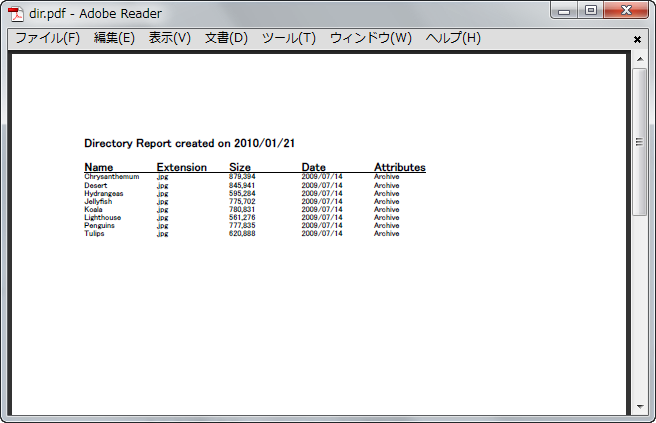 dir.pdf - Adobe Reader
ファイル(F) 編集(E) 表示(V) 文書(D) ツール(T) ウィンドウ(W) ヘルプ(H)
Directory Report created on 2010/01/21
Name Extension Size Date Attributes
Chrysanthemum .jpg 879,394 2009/07/14 Archive
Desert .jpg 845,941 2009/07/14 Archive
Hydrangeas .jpg 595,284 2009/07/14 Archive
Jellyfish .jpg 775,702 2009/07/14 Archive
Koala .jpg 780,831 2009/07/14 Archive
Lighthouse .jpg 561,276 2009/07/14 Archive
Penguins .jpg 777,835 2009/07/14 Archive
Tulips .jpg 620,888 2009/07/14 Archive